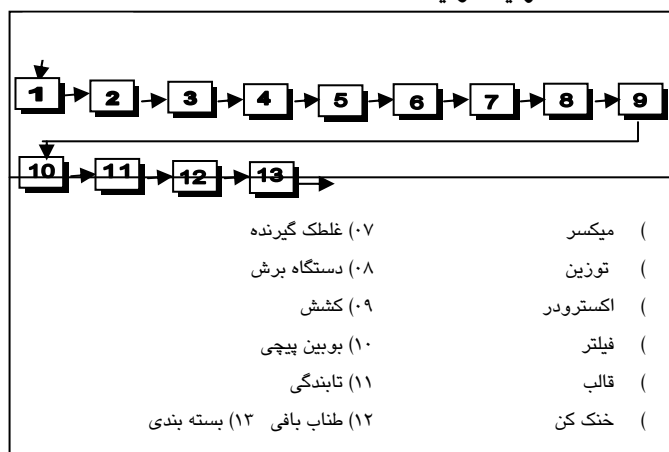 1 2 3 4 5 6 7 8 9
10 11 12 13
( میکسر ۰۷) غلطک گیرنده
( توزین ۰۸) دستگاه برش
( اکسترودر ۰۹) کشش
( فیلتر ۱۰) بوبین پیچی
( قالب ۱۱) تابندگی
( خنک کن ۱۲) طناب بافی ۱۳) بسته بندی